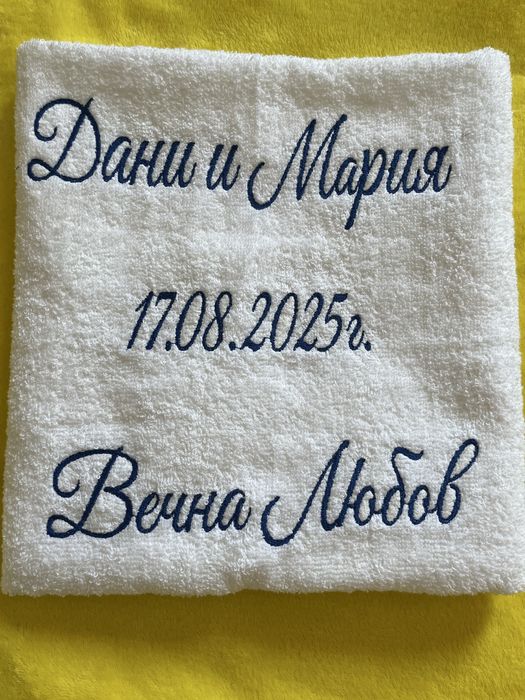 Дани и Мария
17.08.2025г.
Вечна Любов